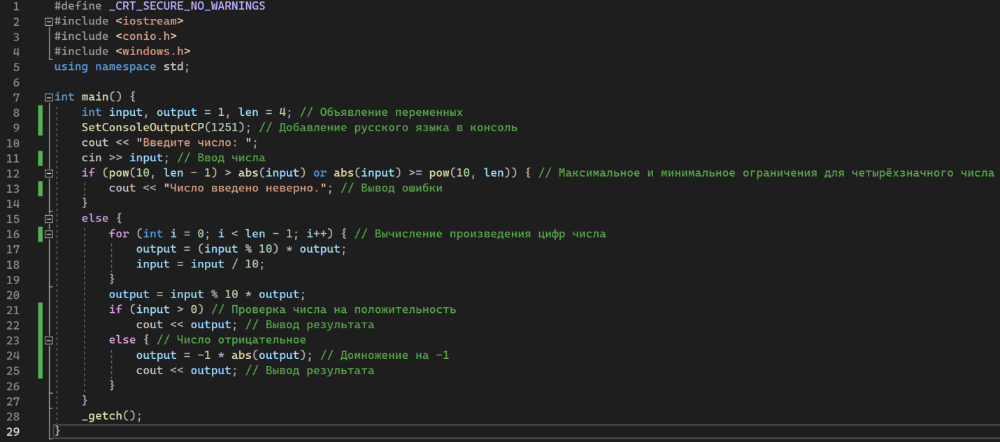 1 #define _CRT_SECURE_NO_WARNINGS
2 #include <iostream>
3 #include <conio.h>
4 #include <windows.h>
5 using namespace std;
6
7 int main() {
8     int input, output = 1, len = 4; // Объявление переменных
9     SetConsoleOutputCP(1251); // Добавление русского языка в консоль
10     cout << "Введите число: ";
11     cin >> input; // Ввод числа
12     if (pow(10, len - 1) > abs(input) or abs(input) >= pow(10, len)) { // Максимальное и минимальное ограничения для четырёхзначного числа
13         cout << "Число введено неверно."; // Вывод ошибки
14     }
15     else {
16         for (int i = 0; i < len - 1; i++) { // Вычисление произведения цифр числа
17             output = (input % 10) * output;
18             input = input / 10;
19         }
20         output = input % 10 * output;
21         if (input > 0) // Проверка числа на положительность
22             cout << output; // Вывод результата
23         else { // Число отрицательное
24             output = -1 * abs(output); // Домножение на -1
25             cout << output; // Вывод результата
26         }
27     }
28     _getch();
29 }